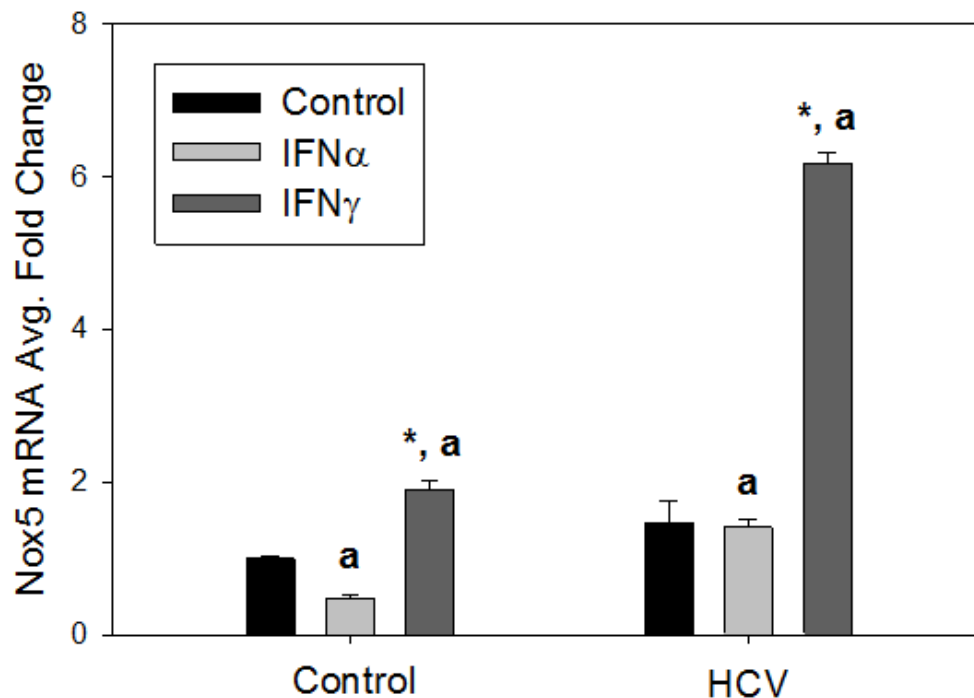 Nox5 mRNA Avg. Fold Change
8
6
4
2
0
Control
IFNα
IFNγ
a
*, a
a
*, a
Control
HCV